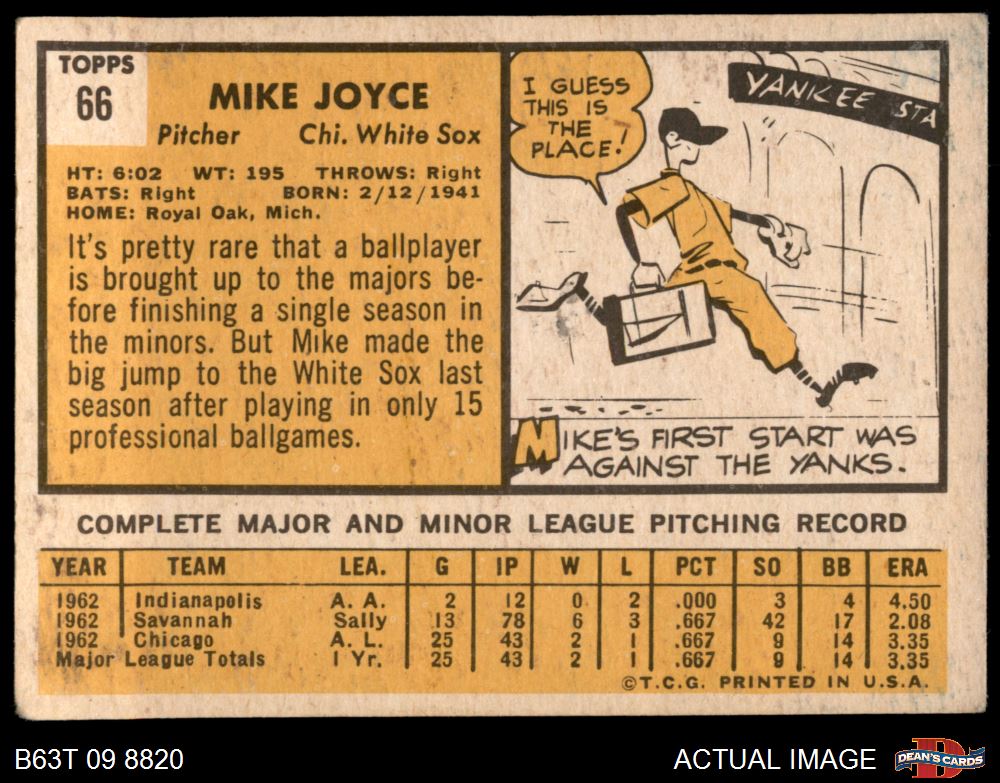 TOPPS
66
MIKE JOYCE
Pitcher Chi. White Sox
HT: 6:02 WT: 195 THROWS: Right
BATS: Right BORN: 2/12/1941
HOME: Royal Oak, Mich.
It's pretty rare that a ballplayer
is brought up to the majors be-
fore finishing a single season in
the minors. But Mike made the
big jump to the White Sox last
season after playing in only 15
professional ballgames.
I GUESS
THIS IS
THE
PLACE!
YANKEE STA
MIKE'S FIRST START WAS
AGAINST THE YANKS.
COMPLETE MAJOR AND MINOR LEAGUE PITCHING RECORD
YEAR TEAM LEA. G IP W L PCT SO BB ERA
1962 Indianapolis A. A. 2 12 0 2 .000 3 4 4.50
1962 Savannah Sally 13 78 6 3 .667 42 17 2.08
1962 Chicago A. L. 25 43 2 1 .667 9 14 3.35
Major League Totals 1 Yr. 25 43 2 1 .667 9 14 3.35
©T.C.G. PRINTED IN U.S.A.
B63T 09 8820 ACTUAL IMAGE DEAN'S CARDS